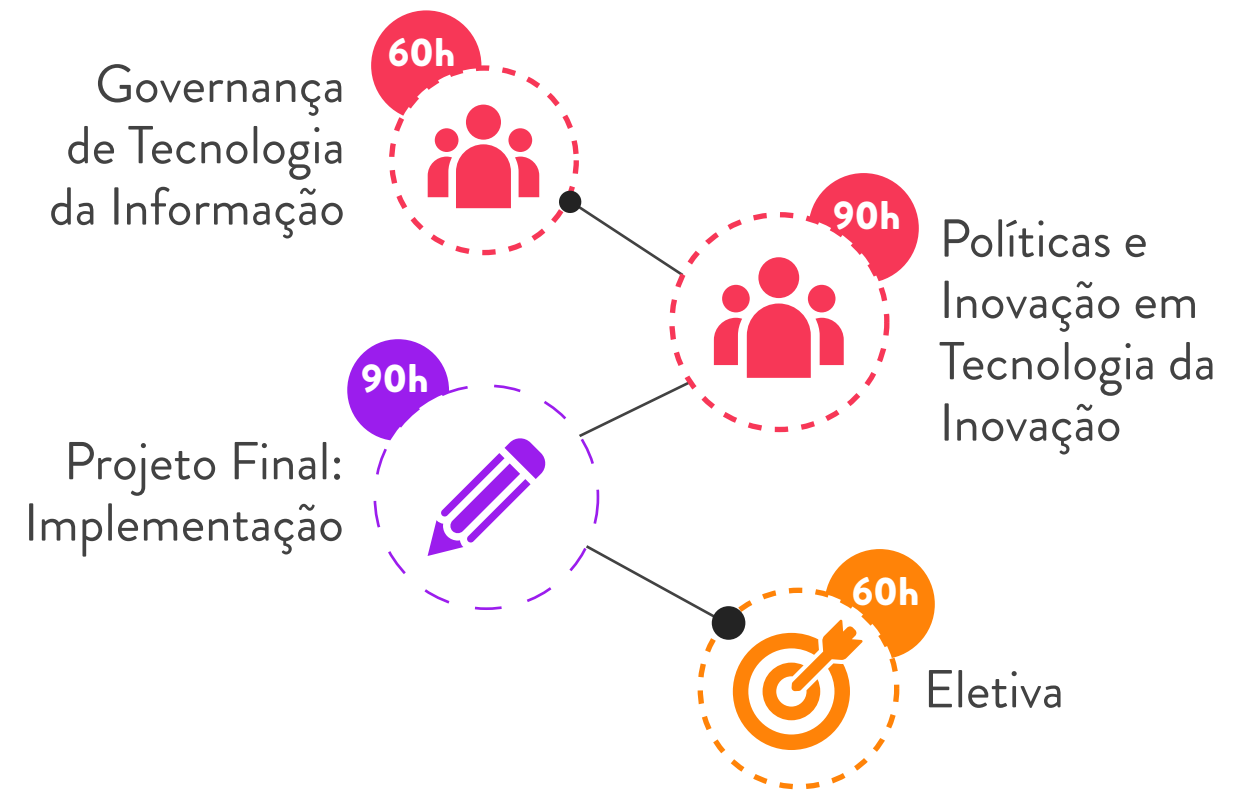 60h
Governança
de Tecnologia
da Informação
90h
Políticas e
Inovação em
Tecnologia da
Inovação
90h
Projeto Final:
Implementação
60h
Eletiva